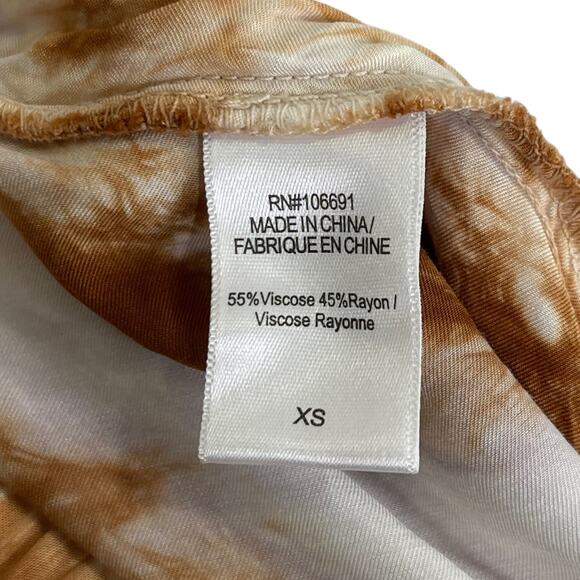 RN#106691
MADE IN CHINA/
FABRIQUE EN CHINE
55%Viscose 45%Rayon /
Viscose Rayonne
XS